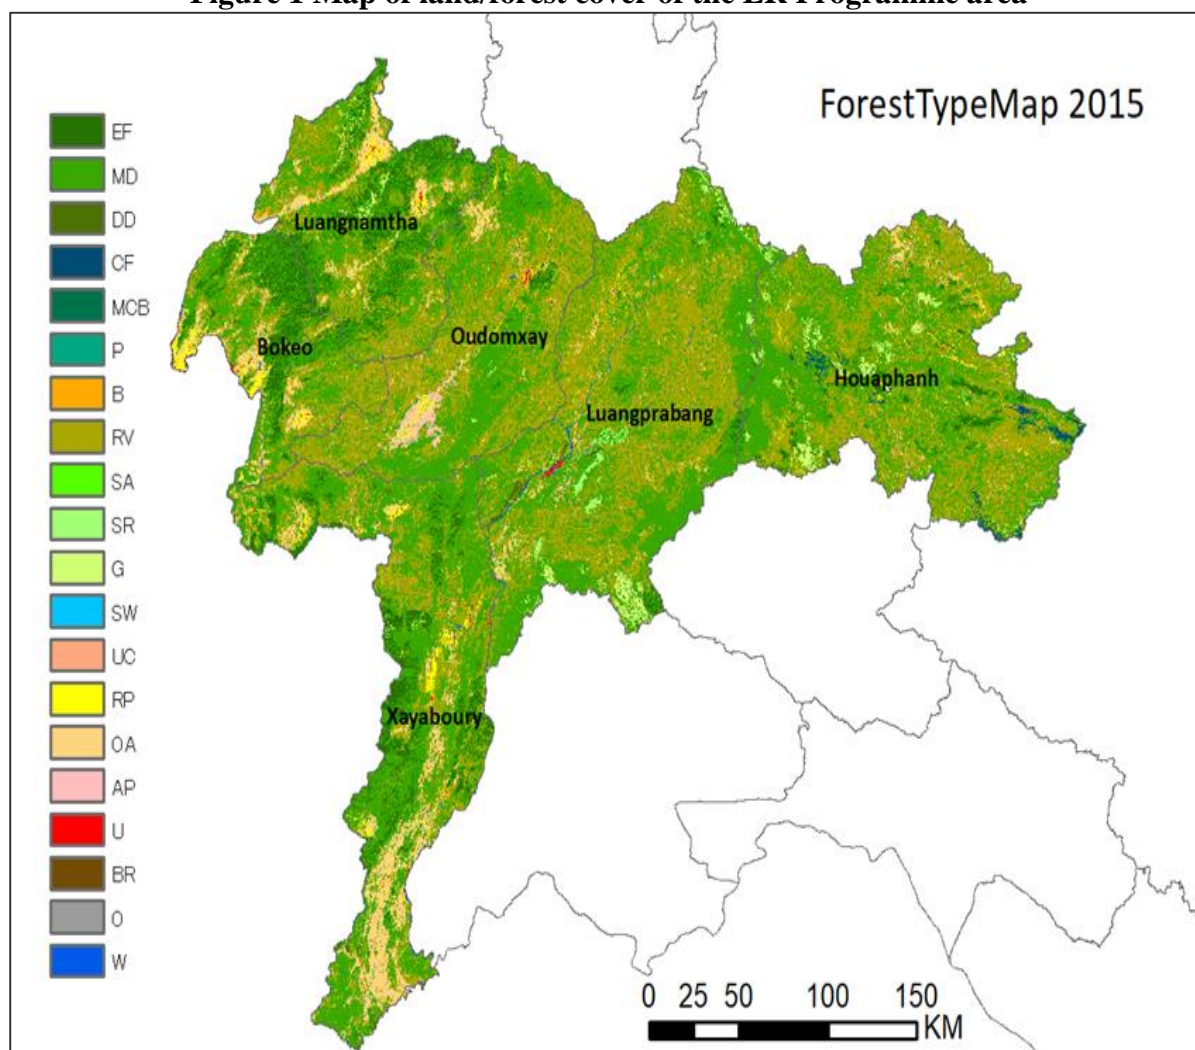 Figure 1 Map of land/forest cover of the ER Programme area
ForestTypeMap 2015
EF
MD
DD
CF
MCB
P
B
RV
SA
SR
G
SW
UC
RP
OA
AP
U
BR
O
W
Luangnamtha
Bokeo
Oudomxay
Luangprabang
Houaphanh
Xayaboury
0 25 50 100 150
KM